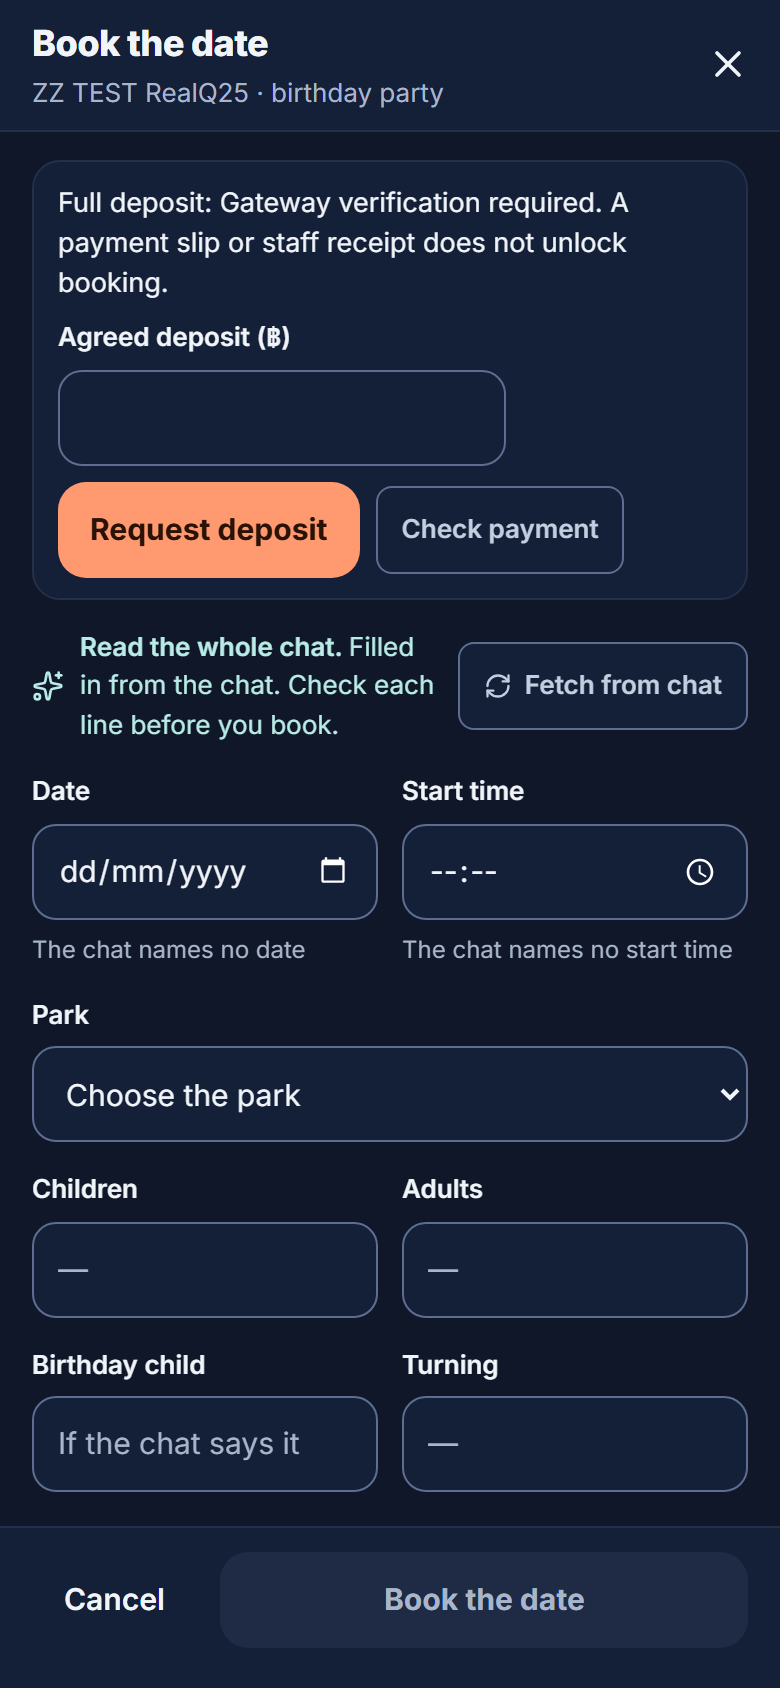 Book the date
ZZ TEST RealQ25 · birthday party
Full deposit: Gateway verification required. A
payment slip or staff receipt does not unlock
booking.
Agreed deposit (฿)
Request deposit
Check payment
Read the whole chat. Filled
in from the chat. Check each
line before you book.
Fetch from chat
Date
Start time
dd/mm/yyyy
--:--
The chat names no date
The chat names no start time
Park
Choose the park
Children
Adults
—
—
Birthday child
Turning
If the chat says it
—
Cancel
Book the date